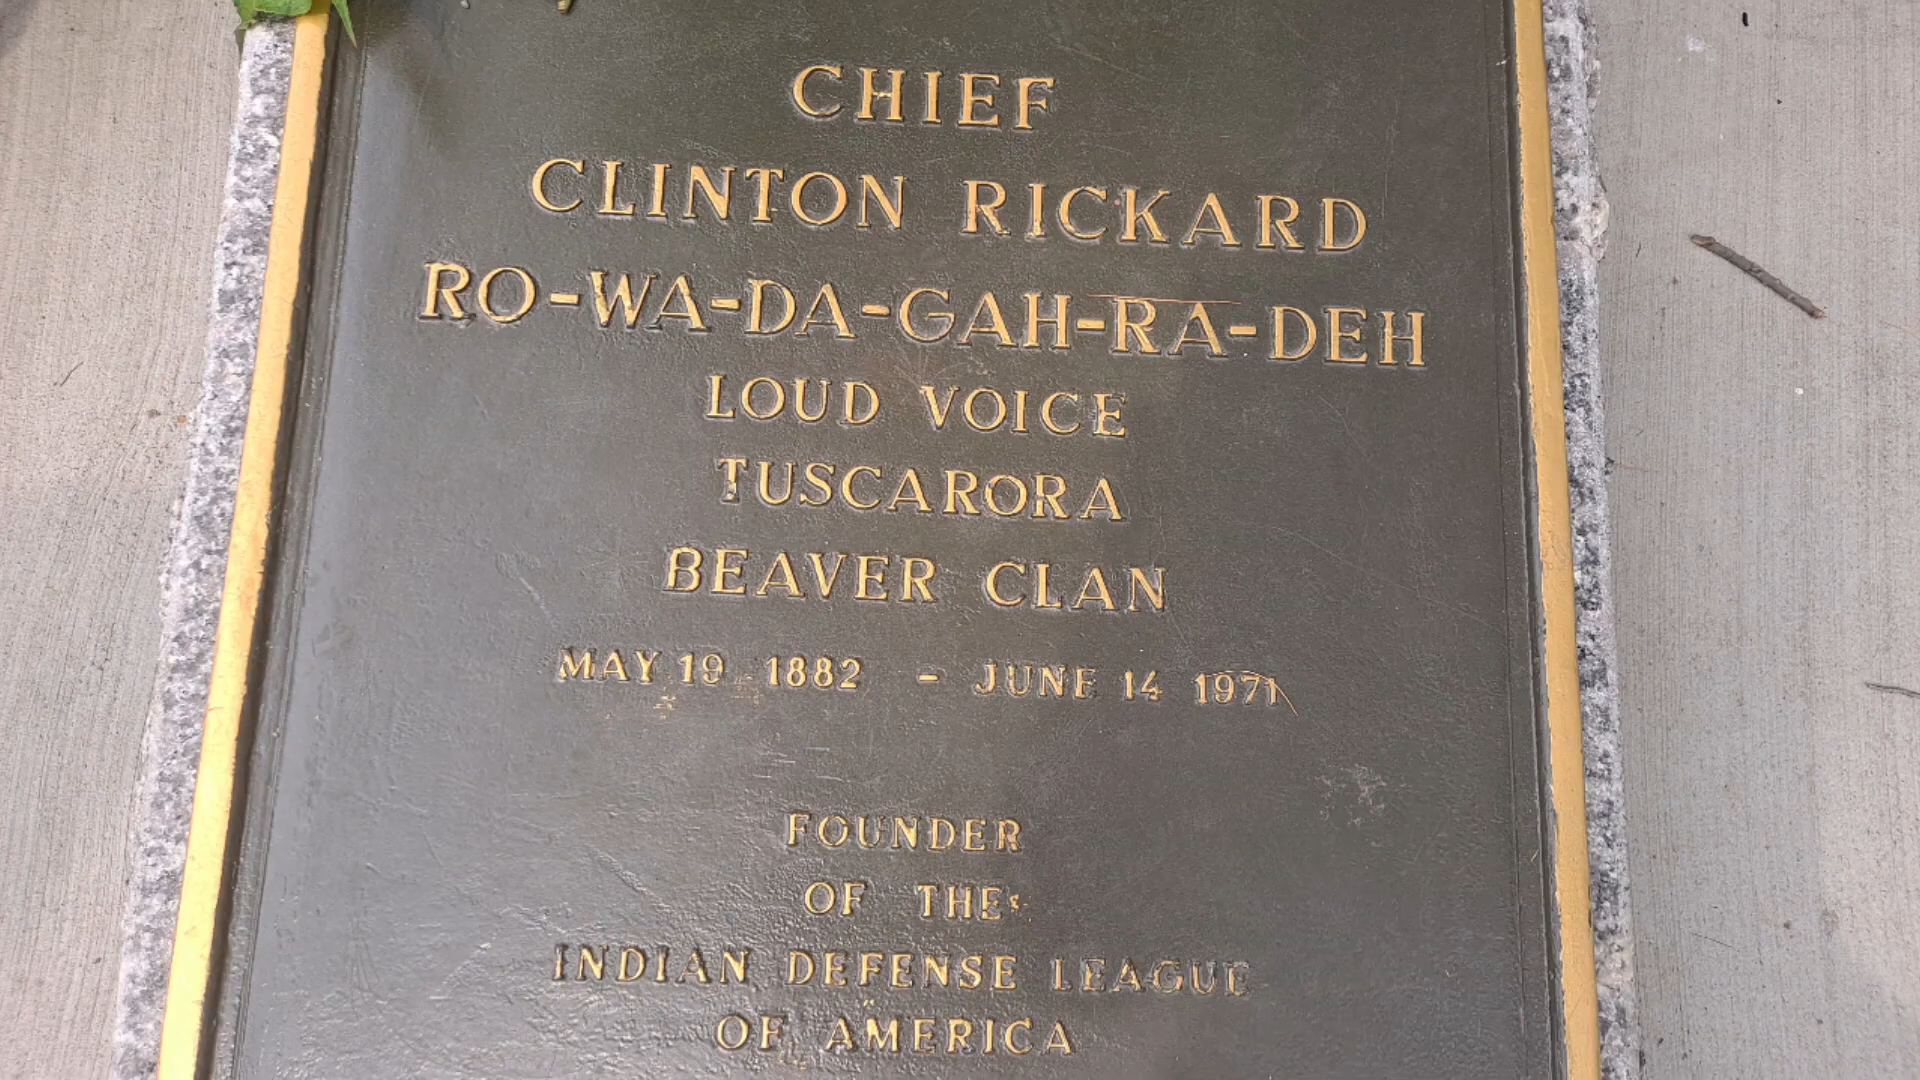 CHIEF
CLINTON RICKARD
RO-WA-DA-GAH-RA-DEH
LOUD VOICE
TUSCARORA
BEAVER CLAN
MAY 19 1882 - JUNE 14 1971
FOUNDER
OF THE
INDIAN DEFENSE LEAGUE
OF AMERICA